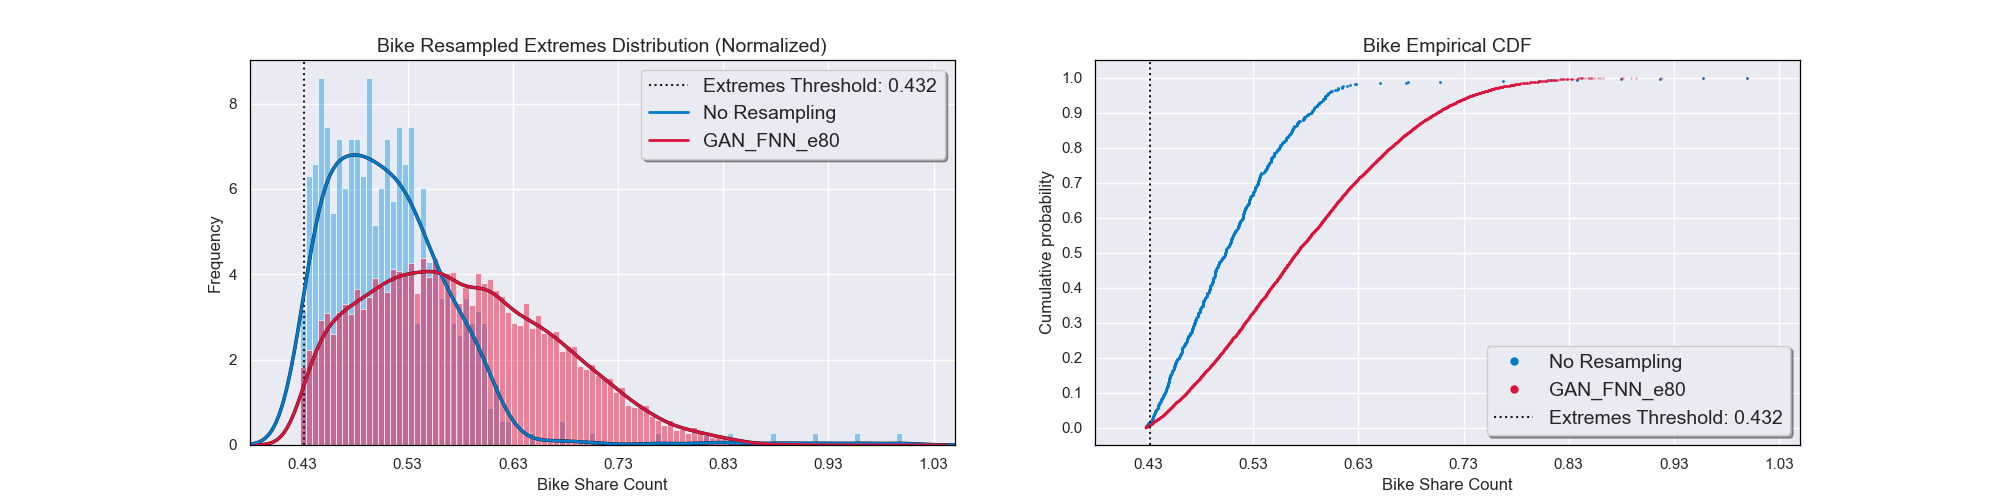 Bike Resampled Extremes Distribution (Normalized)
Frequency
8
6
4
2
0
Extremes Threshold: 0.432
No Resampling
GAN_FNN_e80
0.43 0.53 0.63 0.73 0.83 0.93 1.03
Bike Share Count
Bike Empirical CDF
Cumulative probability
1.0
0.9
0.8
0.7
0.6
0.5
0.4
0.3
0.2
0.1
0.0
No Resampling
GAN_FNN_e80
Extremes Threshold: 0.432
0.43 0.53 0.63 0.73 0.83 0.93 1.03
Bike Share Count